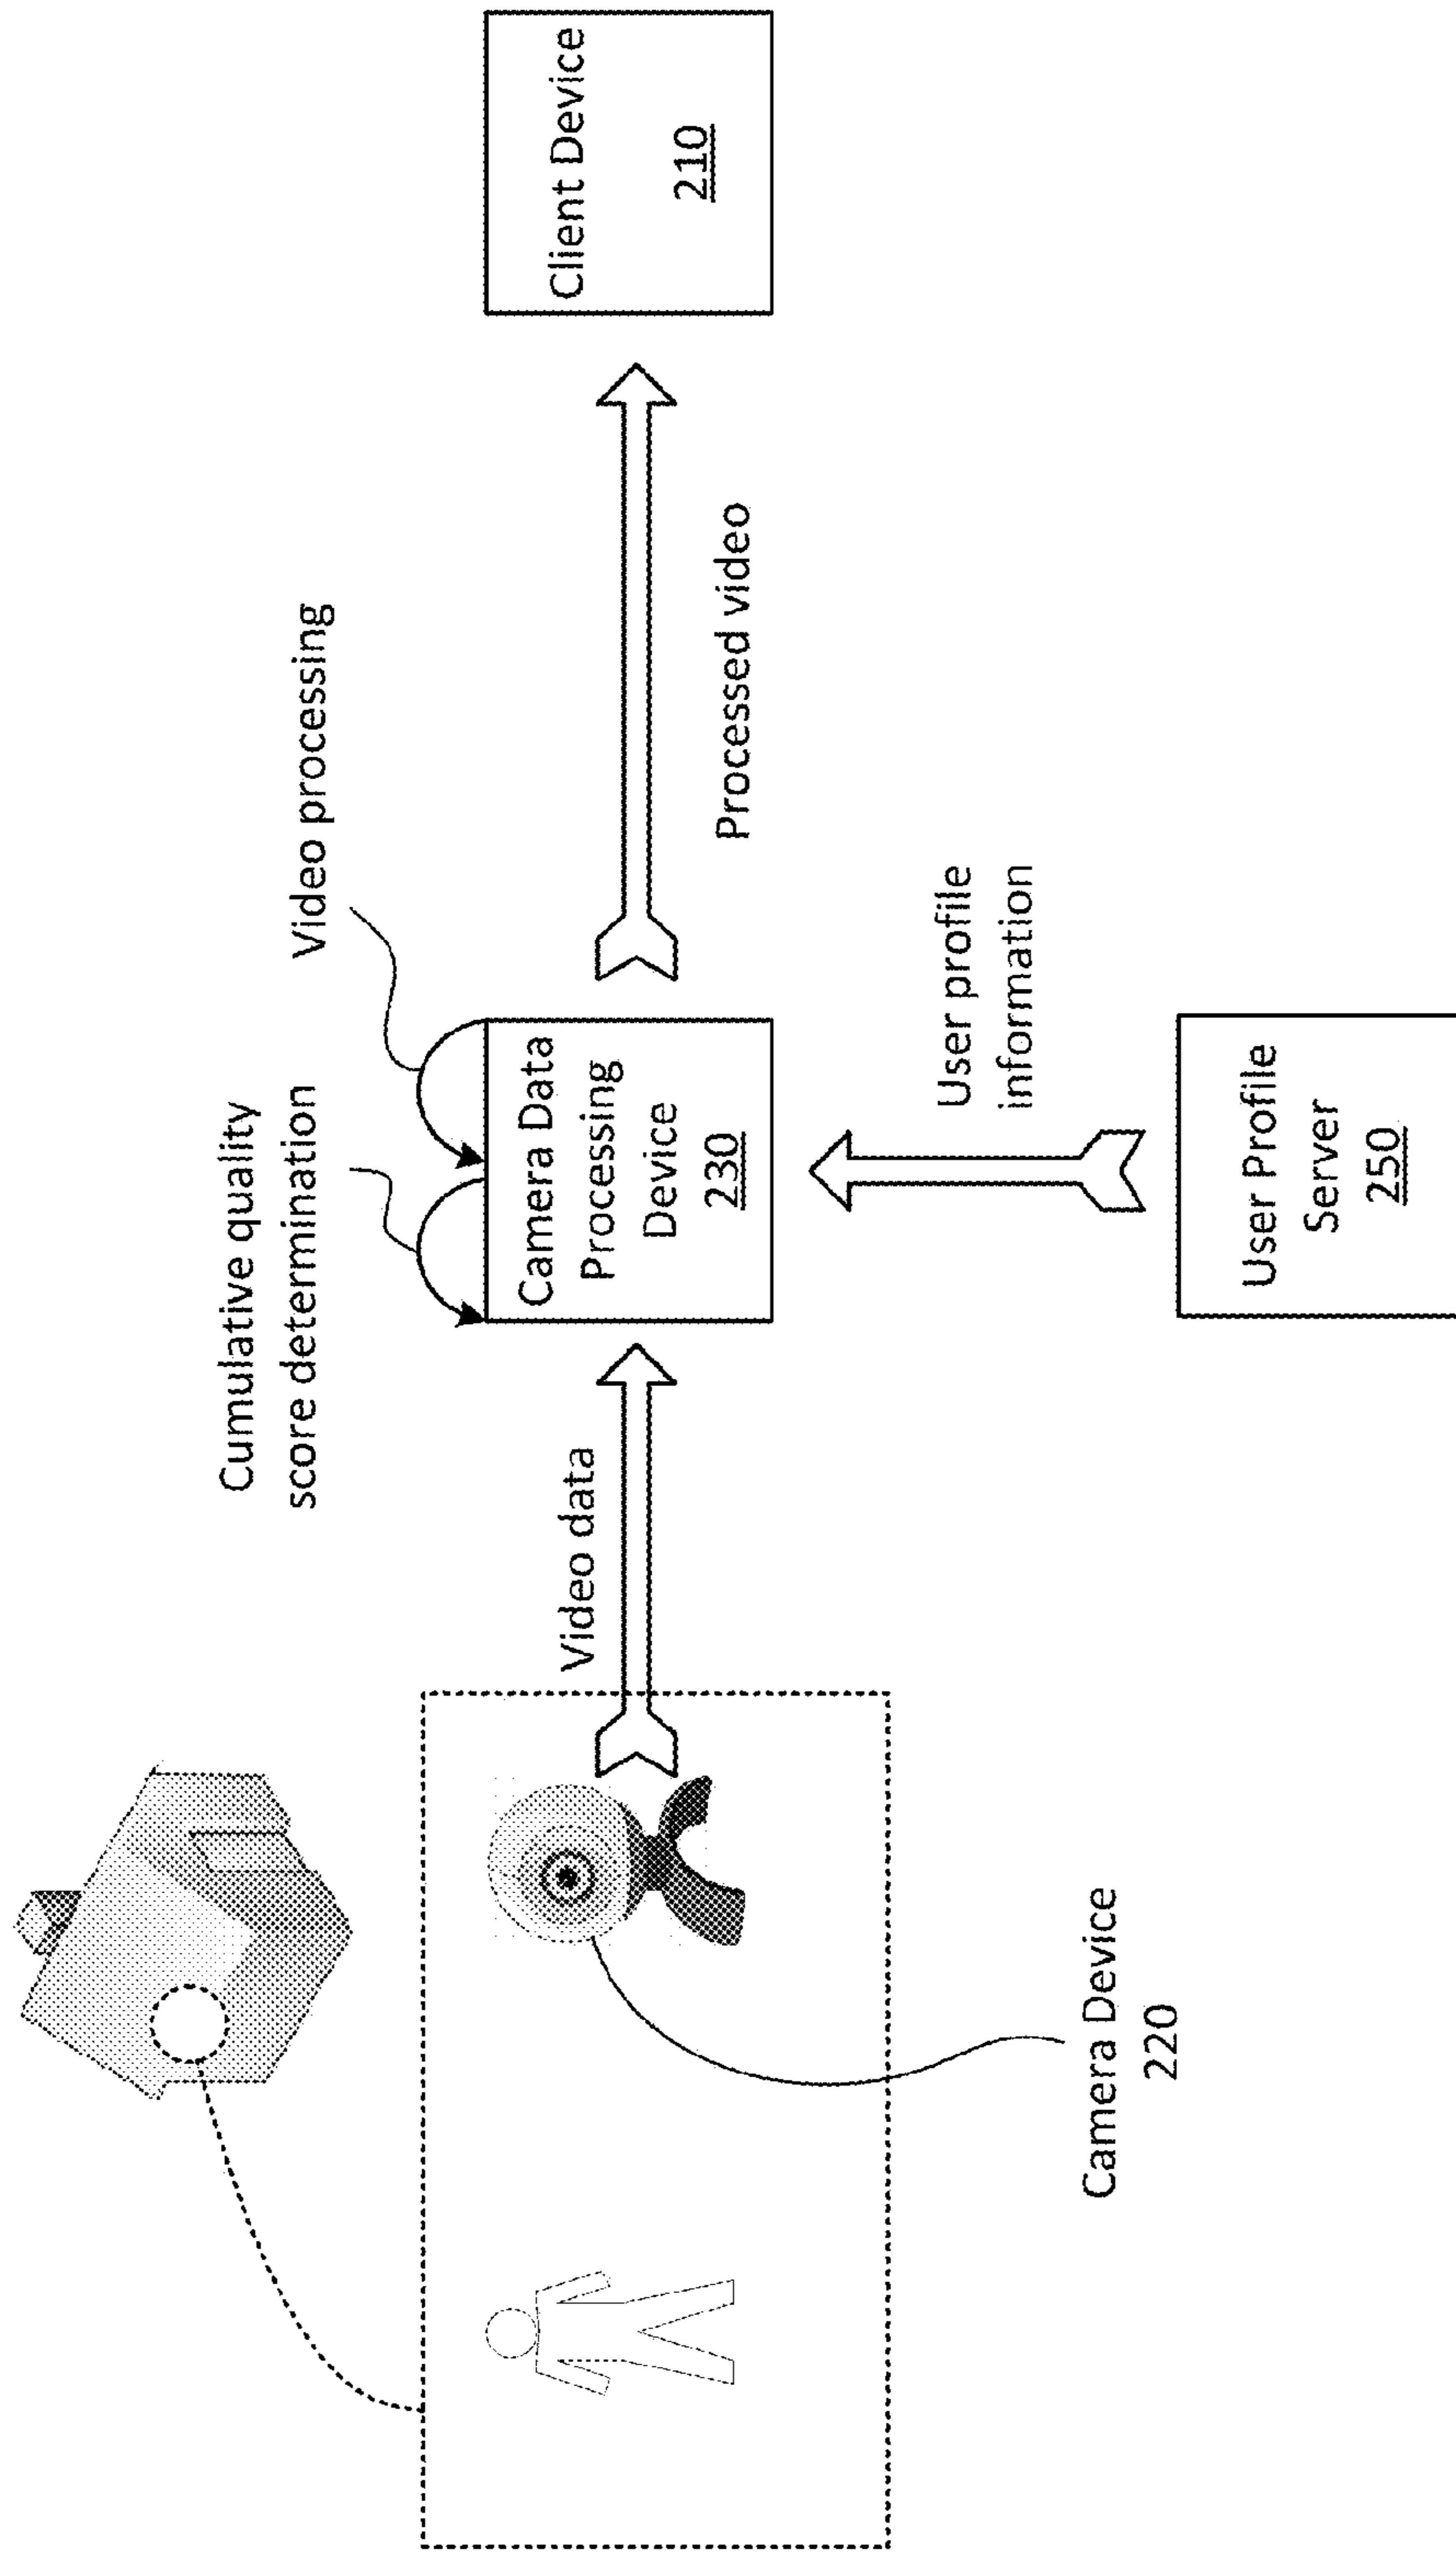 Cumulative quality
score determination
Video processing
Video data
Camera Data
Processing
Device
230
Processed video
Client Device
210
User profile
information
User Profile
Server
250
Camera Device
220